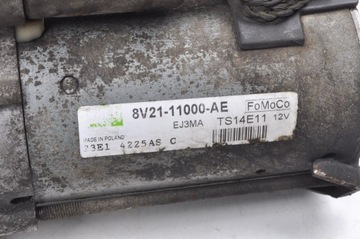 8V21-11000-AE FoMoCo
EJ3MA TS14E11 12V
MADE IN POLAND
23E1 4225AS C